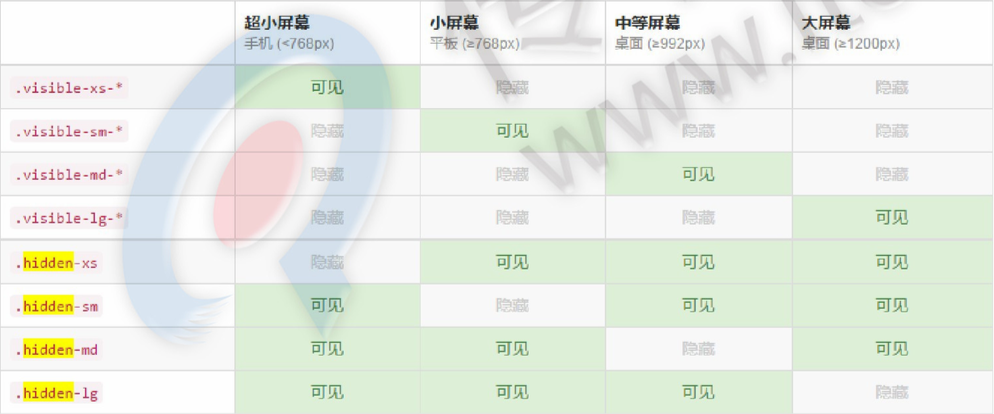 超小屏幕 小屏幕 中等屏幕 大屏幕
手机 (<768px) 平板 (≥768px) 桌面 (≥992px) 桌面 (≥1200px)
.visible-xs-* 可见 隐藏 隐藏 隐藏
.visible-sm-* 隐藏 可见 隐藏 隐藏
.visible-md-* 隐藏 隐藏 可见 隐藏
.visible-lg-* 隐藏 隐藏 隐藏 可见
.hidden-xs 隐藏 可见 可见 可见
.hidden-sm 可见 隐藏 可见 可见
.hidden-md 可见 可见 隐藏 可见
.hidden-lg 可见 可见 可见 隐藏
www.